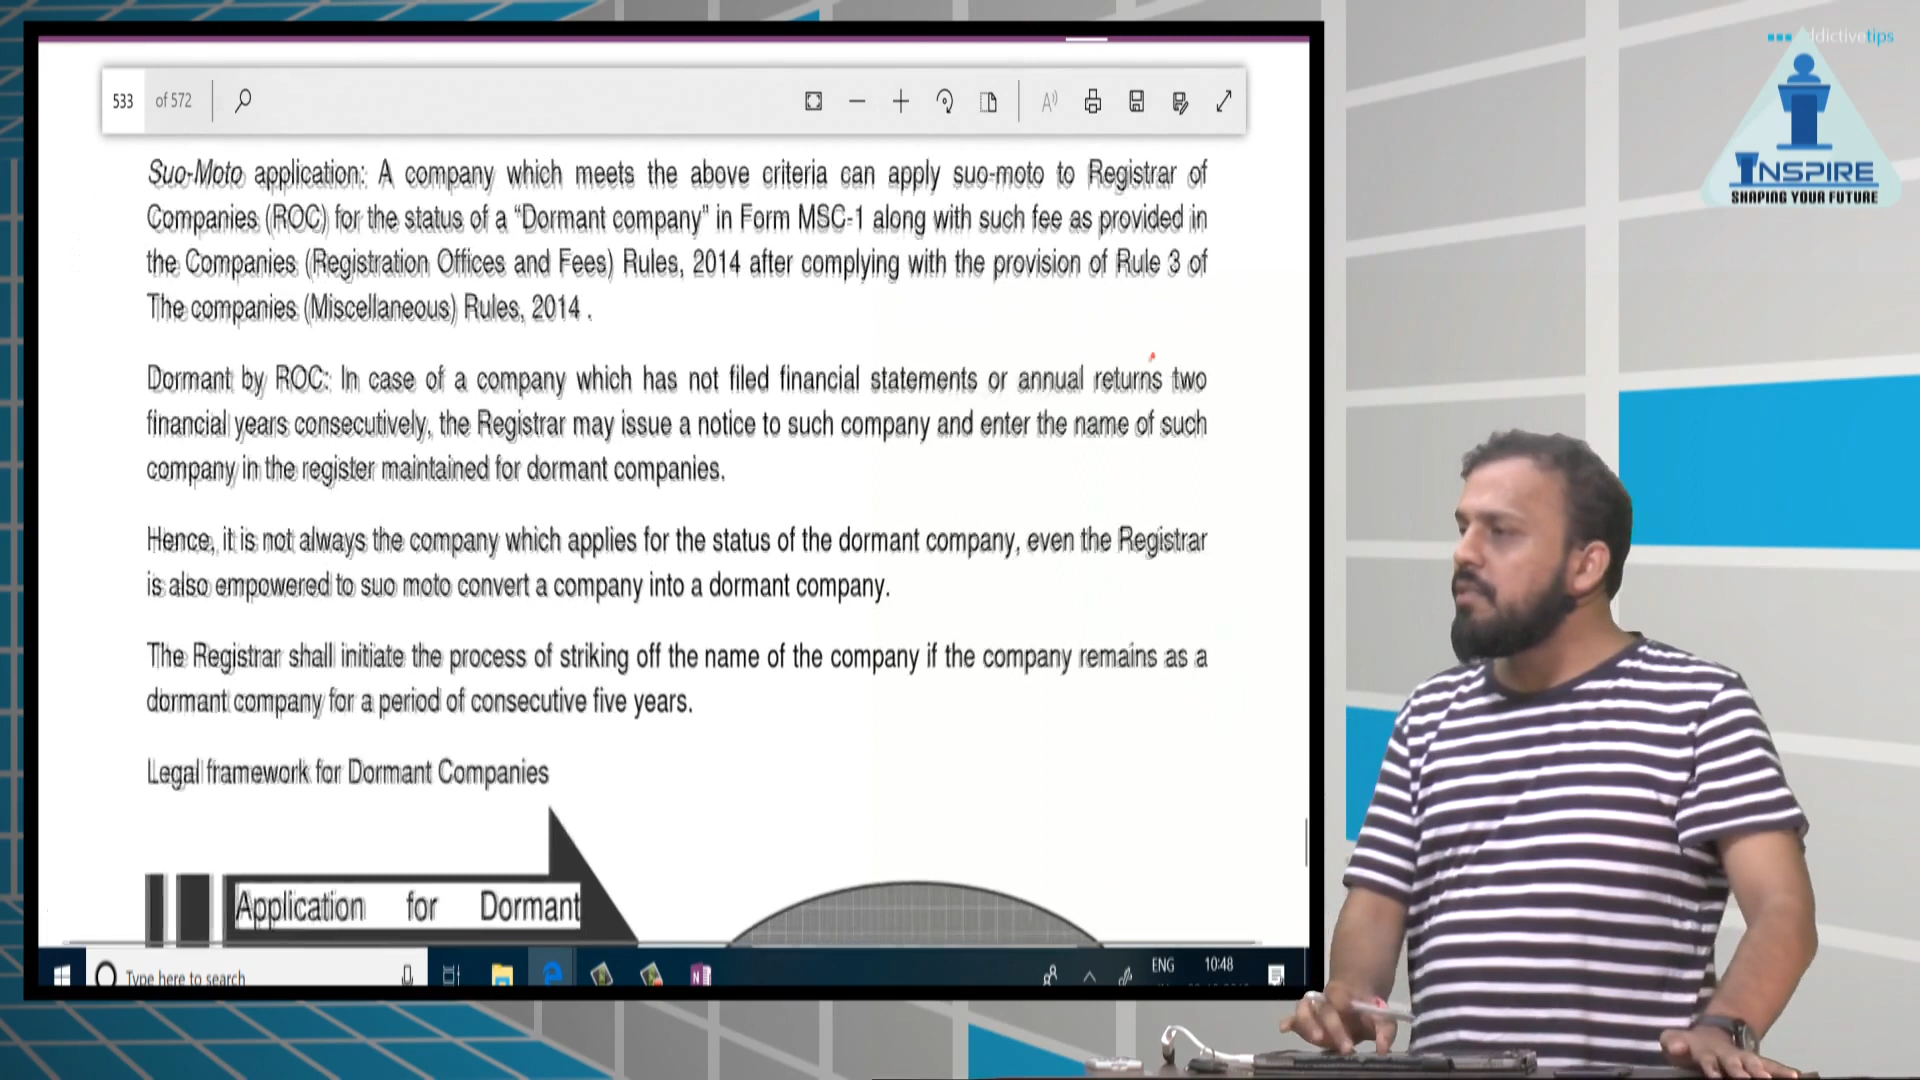 dictivetips
INSPIRE
SHAPING YOUR FUTURE
533 of 572
Suo-Moto application: A company which meets the above criteria can apply suo-moto to Registrar of
Companies (ROC) for the status of a “Dormant company” in Form MSC-1 along with such fee as provided in
the Companies (Registration Offices and Fees) Rules, 2014 after complying with the provision of Rule 3 of
The companies (Miscellaneous) Rules, 2014 .
Dormant by ROC: In case of a company which has not filed financial statements or annual returns two
financial years consecutively, the Registrar may issue a notice to such company and enter the name of such
company in the register maintained for dormant companies.
Hence, it is not always the company which applies for the status of the dormant company, even the Registrar
is also empowered to suo moto convert a company into a dormant company.
The Registrar shall initiate the process of striking off the name of the company if the company remains as a
dormant company for a period of consecutive five years.
Legal framework for Dormant Companies
Application for Dormant
Type here to search
ENG
10:48